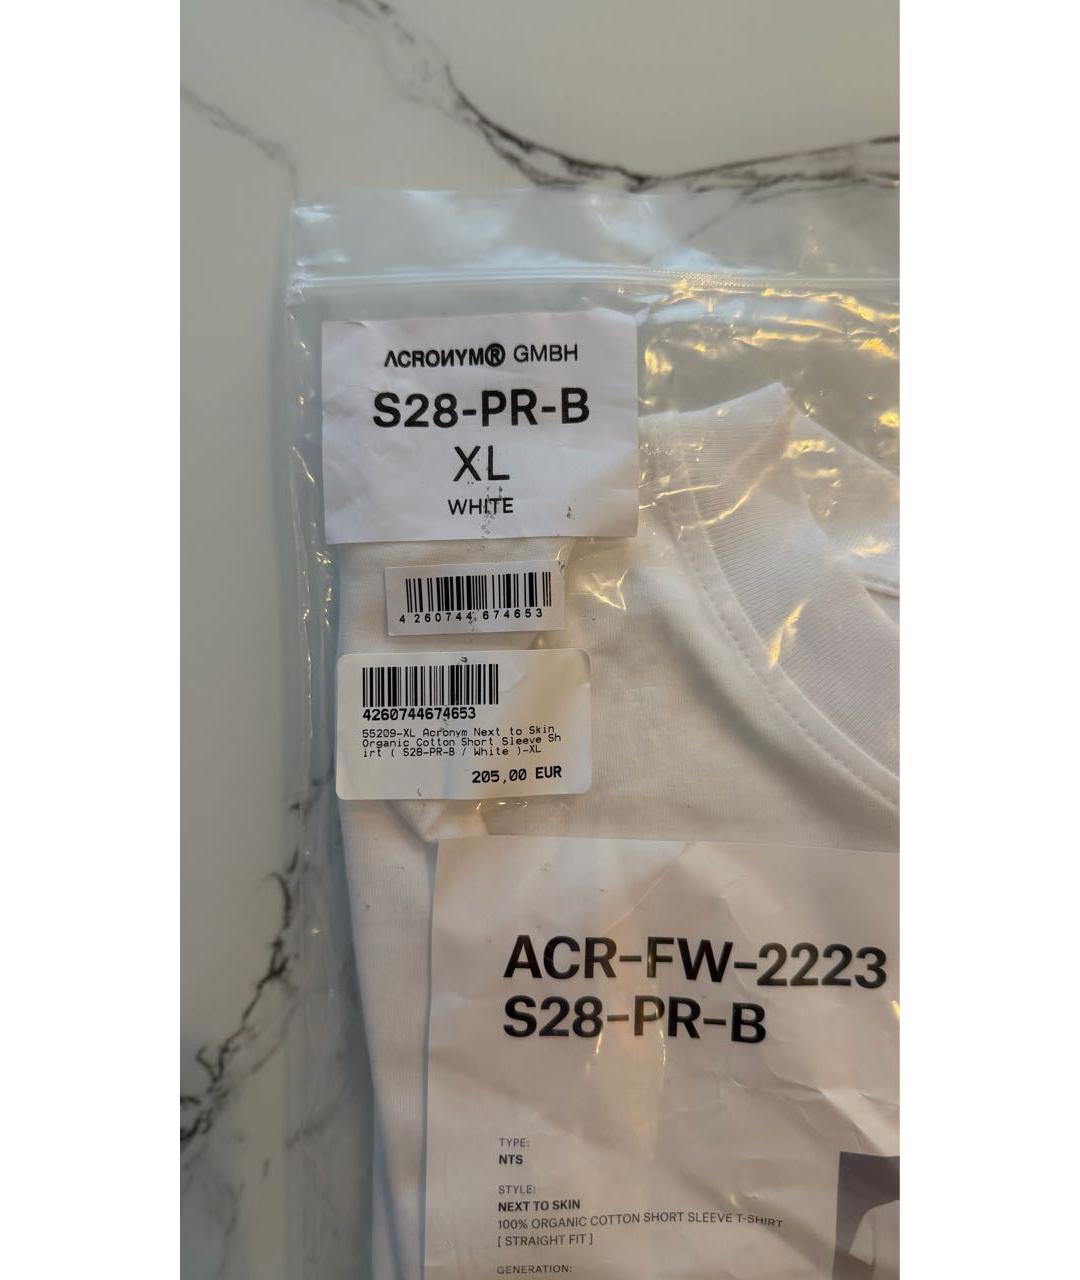 ACRONYM® GMBH
S28-PR-B
XL
WHITE
4 260744 674653
4260744674653
55209-XL Acronym Next to Skin
Organic Cotton Short Sleeve Sh
irt ( S28-PR-B / White )-XL
205,00 EUR
ACR-FW-2223
S28-PR-B
TYPE:
NTS
STYLE:
NEXT TO SKIN
100% ORGANIC COTTON SHORT SLEEVE T-SHIRT
[ STRAIGHT FIT ]
GENERATION: